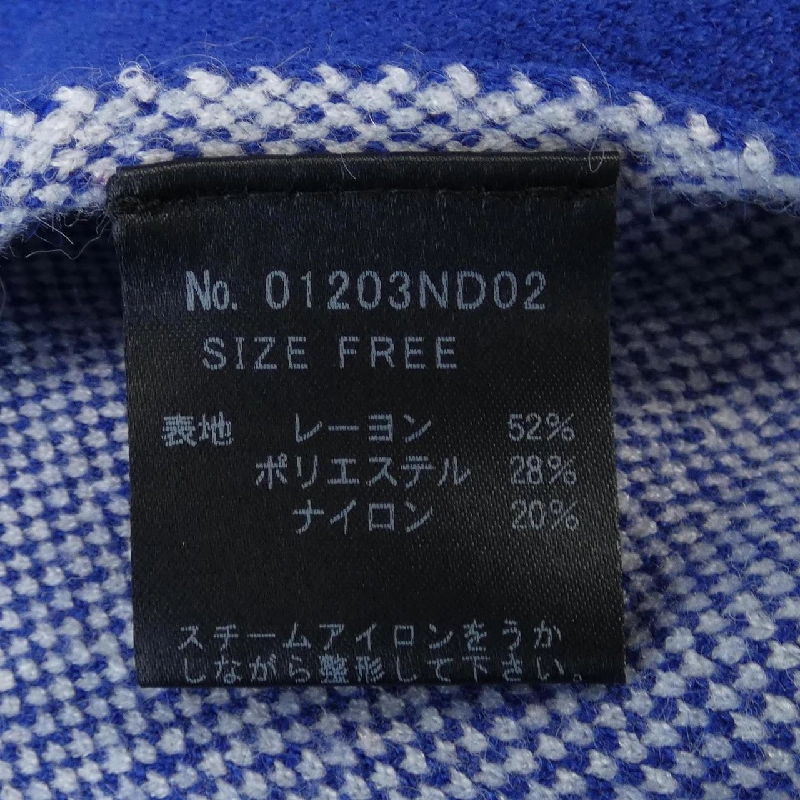 No. 01203ND02
SIZE FREE
表地 レーヨン 52%
ポリエステル 28%
ナイロン 20%
スチームアイロンをうか
しながら整形して下さい。